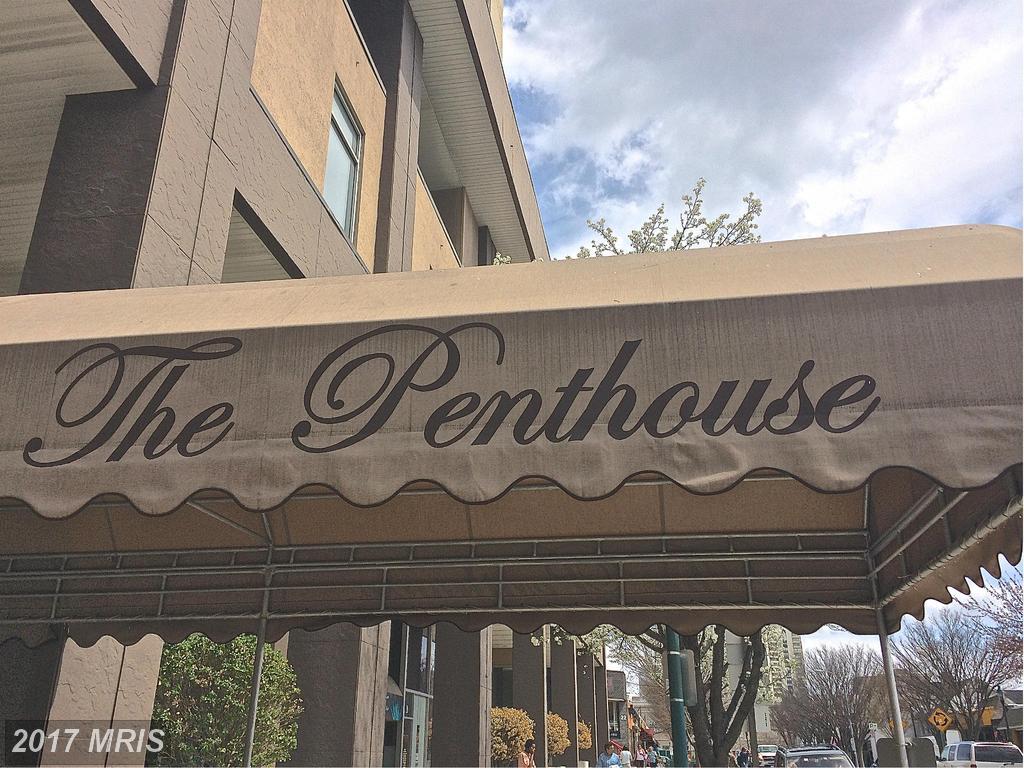 The Penthouse
2017 MRIS